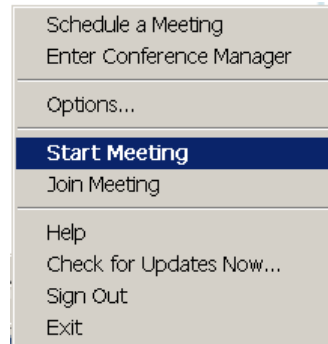 Schedule a Meeting
Enter Conference Manager
Options...
Start Meeting
Join Meeting
Help
Check for Updates Now...
Sign Out
Exit